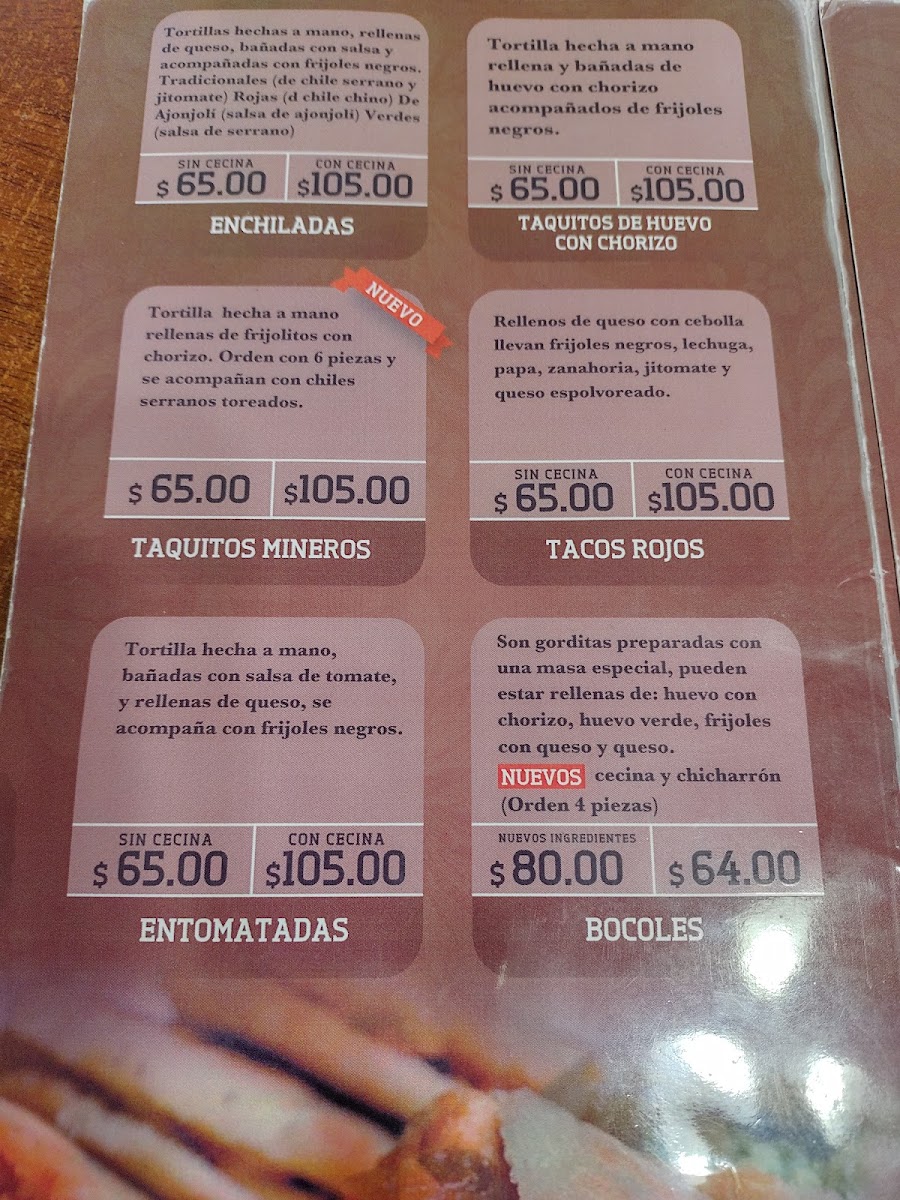 Tortillas hechas a mano, rellenas
de queso, bañadas con salsa y
acompañadas con frijoles negros.
Tradicionales (de chile serrano y
jitomate) Rojas (d chile chino) De
Ajonjolí (salsa de ajonjoli) Verdes
(salsa de serrano)
SIN CECINA
$ 65.00
CON CECINA
$105.00
ENCHILADAS
Tortilla hecha a mano
rellena y bañadas de
huevo con chorizo
acompañados de frijoles
negros.
SIN CECINA
$ 65.00
CON CECINA
$105.00
TAQUITOS DE HUEVO
CON CHORIZO
NUEVO
Tortilla hecha a mano
rellenas de frijolitos con
chorizo. Orden con 6 piezas y
se acompañan con chiles
serranos toreados.
$ 65.00
$105.00
TAQUITOS MINEROS
Rellenos de queso con cebolla
llevan frijoles negros, lechuga,
papa, zanahoria, jitomate y
queso espolvoreado.
SIN CECINA
$ 65.00
CON CECINA
$105.00
TACOS ROJOS
Tortilla hecha a mano,
bañadas con salsa de tomate,
y rellenas de queso, se
acompaña con frijoles negros.
SIN CECINA
$ 65.00
CON CECINA
$105.00
ENTOMATADAS
Son gorditas preparadas con
una masa especial, pueden
estar rellenas de: huevo con
chorizo, huevo verde, frijoles
con queso y queso.
NUEVOS cecina y chicharrón
(Orden 4 piezas)
NUEVOS INGREDIENTES
$ 80.00
$ 64.00
BOCOLES